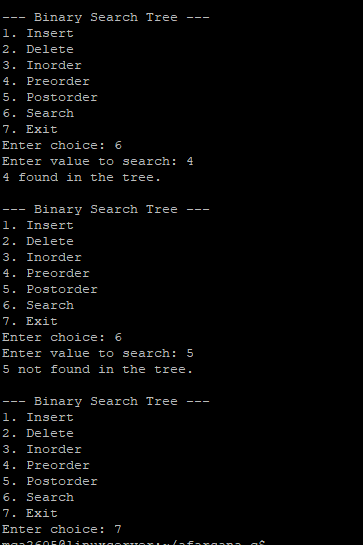 --- Binary Search Tree ---
1. Insert
2. Delete
3. Inorder
4. Preorder
5. Postorder
6. Search
7. Exit
Enter choice: 6
Enter value to search: 4
4 found in the tree.
--- Binary Search Tree ---
1. Insert
2. Delete
3. Inorder
4. Preorder
5. Postorder
6. Search
7. Exit
Enter choice: 6
Enter value to search: 5
5 not found in the tree.
--- Binary Search Tree ---
1. Insert
2. Delete
3. Inorder
4. Preorder
5. Postorder
6. Search
7. Exit
Enter choice: 7